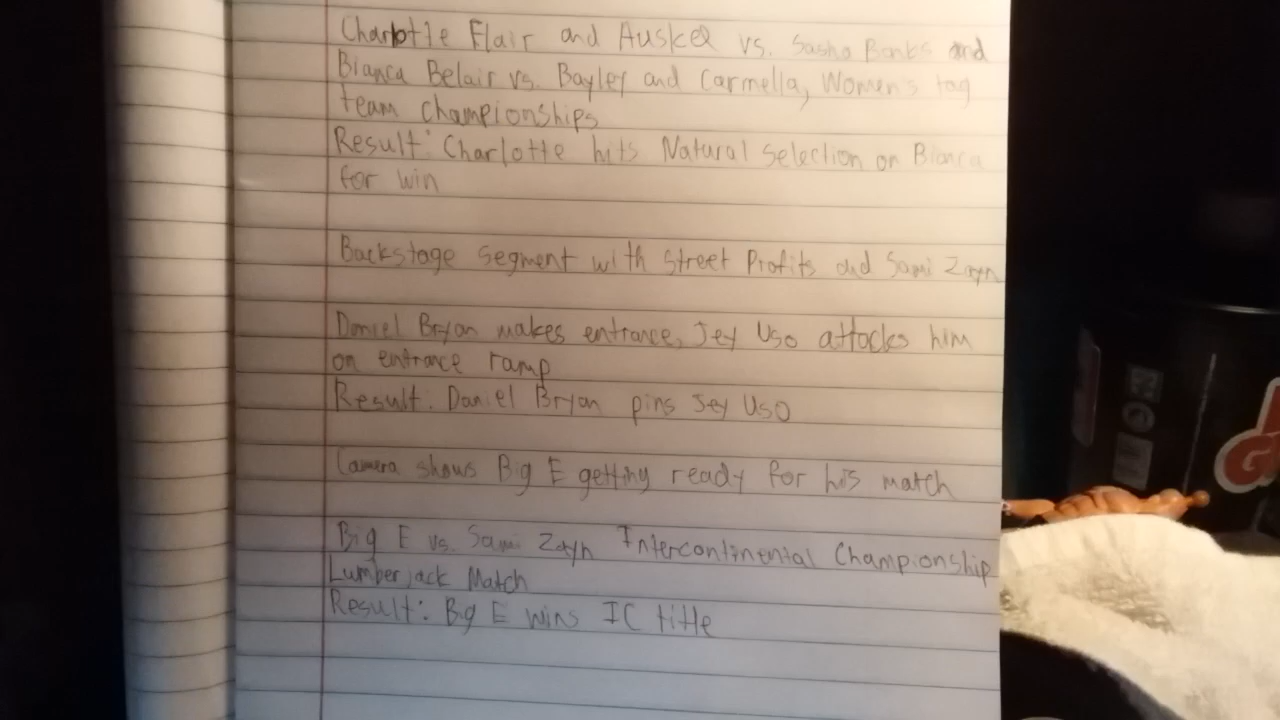 Charlotte Flair and Auskea vs. Sasha Banks and
Bianca Belair vs. Bayley and Carmella, Women's tag
team championships
Result: Charlotte hits Natural Selection on Bianca
for win
Backstage segment with Street Profits and Sami Zayn
Daniel Bryan makes entrance, Jey Uso attacks him
on entrance ramp
Result: Daniel Bryan pins Jey Uso
Camera shows Big E getting ready for his match
Big E vs. Sami Zayn Intercontinental Championship
Lumberjack Match
Result: Big E wins IC title